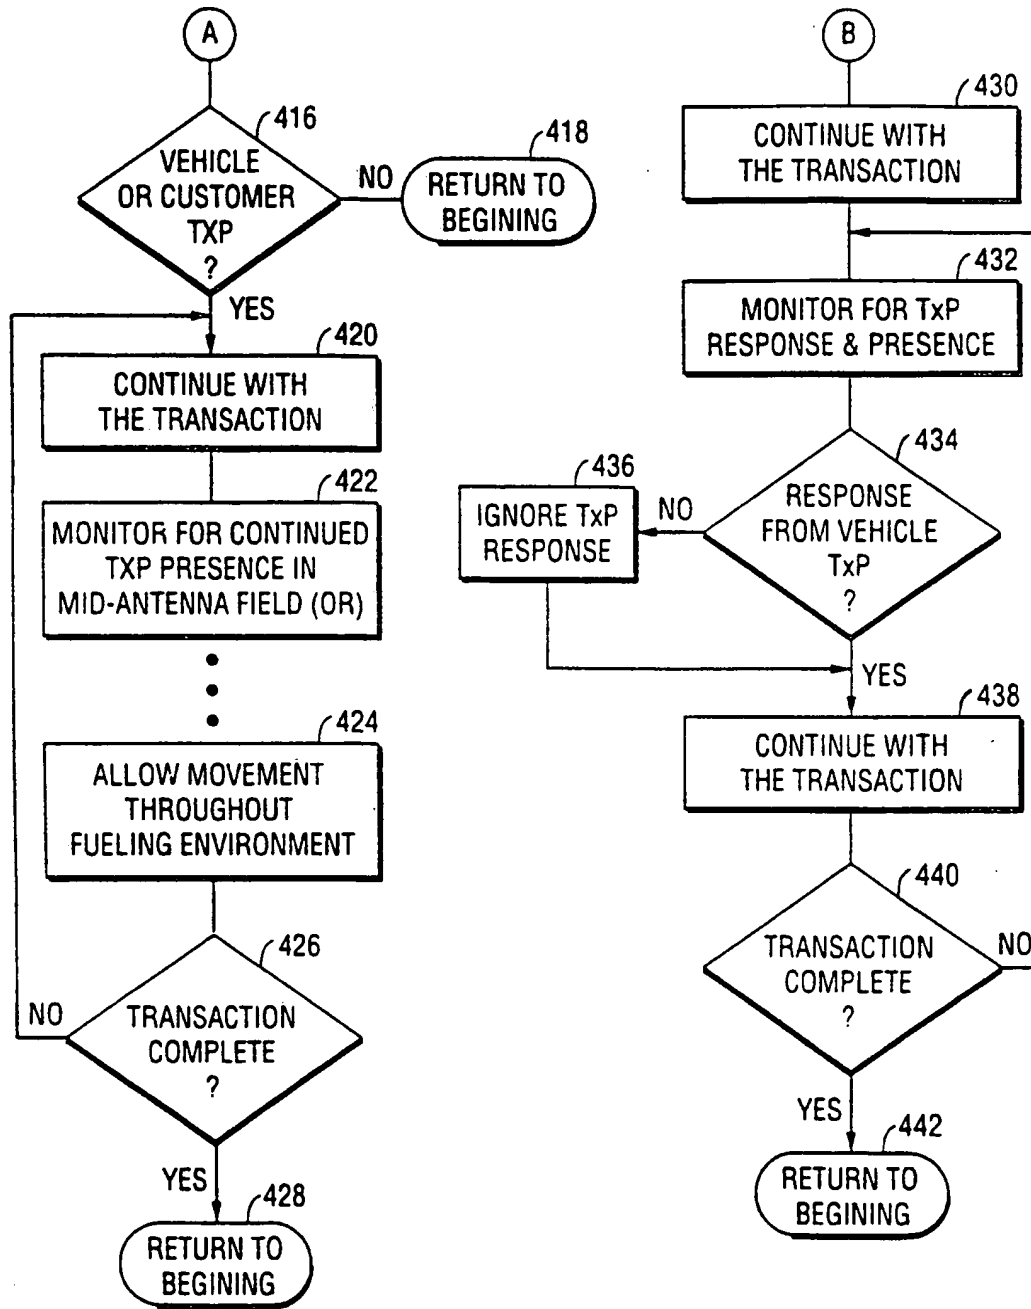 A
416
VEHICLE
OR CUSTOMER
TXP
?
NO
418
RETURN TO
BEGINING
YES
420
CONTINUE WITH
THE TRANSACTION
422
MONITOR FOR CONTINUED
TXP PRESENCE IN
MID-ANTENNA FIELD (OR)
424
ALLOW MOVEMENT
THROUGHOUT
FUELING ENVIRONMENT
426
NO
TRANSACTION
COMPLETE
?
YES
428
RETURN TO
BEGINING
B
430
CONTINUE WITH
THE TRANSACTION
432
MONITOR FOR TxP
RESPONSE & PRESENCE
434
RESPONSE
FROM VEHICLE
TxP
?
NO
436
IGNORE TxP
RESPONSE
YES
438
CONTINUE WITH
THE TRANSACTION
440
TRANSACTION
COMPLETE
?
NO
YES
442
RETURN TO
BEGINING